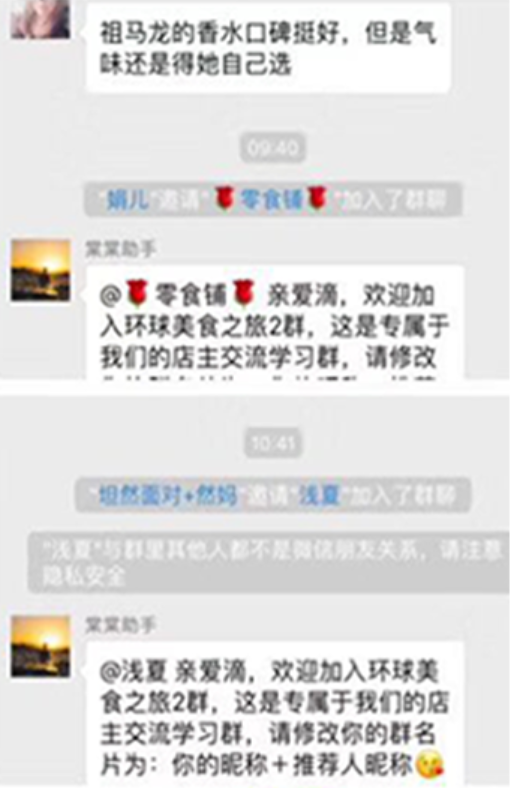 祖马龙的香水口碑挺好，但是气
味还是得她自己选
09:40
"娟儿"邀请"🌹零食铺🌹"加入了群聊
棠棠助手
@🌹零食铺🌹 亲爱滴，欢迎加
入环球美食之旅2群，这是专属于
我们的店主交流学习群，请修改
10:41
"坦然面对+然妈"邀请"浅夏"加入了群聊
"浅夏"与群里其他人都不是微信朋友关系，请注意
隐私安全
棠棠助手
@浅夏 亲爱滴，欢迎加入环球美
食之旅2群，这是专属于我们的店
主交流学习群，请修改你的群名
片为：你的昵称＋推荐人昵称😘